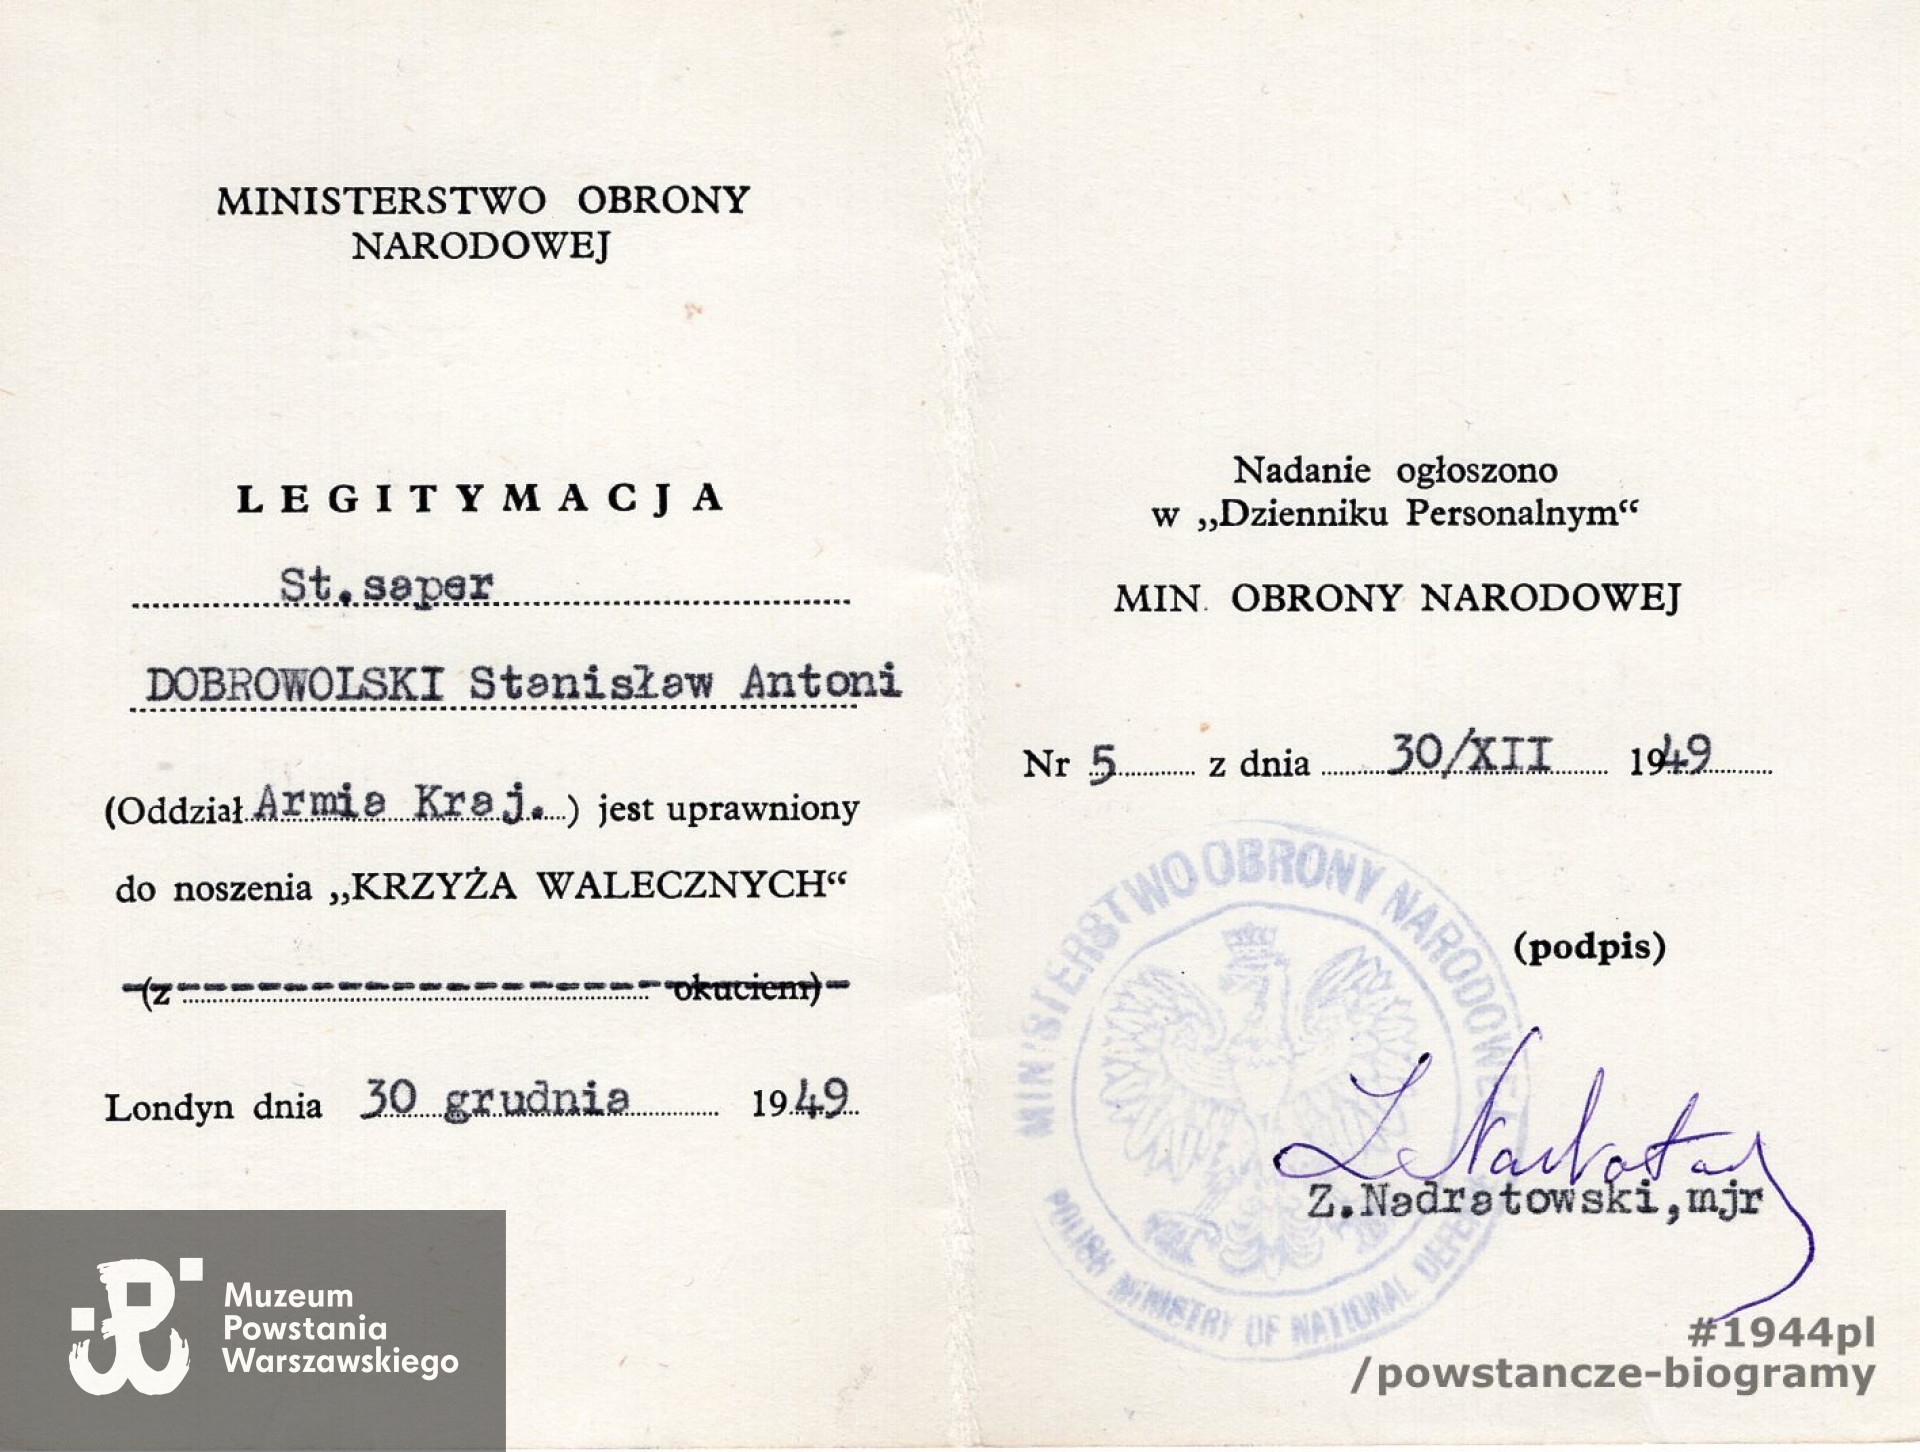 MINISTERSTWO OBRONY
NARODOWEJ
LEGITYMACJA
St.saper
DOBROWOLSKI Stanisław Antoni
(Oddział Armia Kraj. ) jest uprawniony
do noszenia „KRZYŻA WALECZNYCH“
(z okuciem)
Londyn dnia 30 grudnia 1949
Nadanie ogłoszono
w „Dzienniku Personalnym“
MIN. OBRONY NARODOWEJ
Nr 5 z dnia 30/XII 1949
(podpis)
MINISTERSTWO OBRONY NARODOWEJ
POLISH MINISTRY OF NATIONAL DEFENCE
Z.Nadratowski,mjr
Muzeum
Powstania
Warszawskiego
#1944pl
/powstancze-biogramy